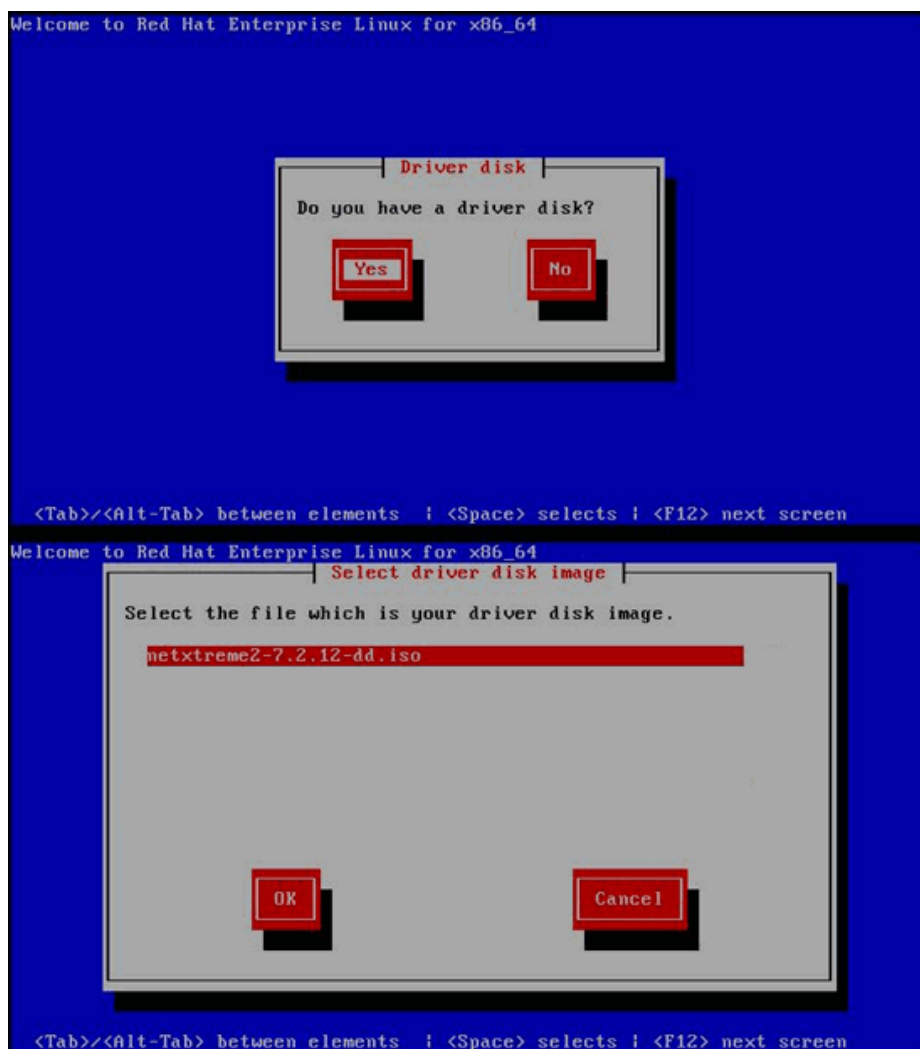 Welcome to Red Hat Enterprise Linux for x86_64
Driver disk
Do you have a driver disk?
Yes No
<Tab>/<Alt-Tab> between elements | <Space> selects | <F12> next screen
Welcome to Red Hat Enterprise Linux for x86_64
Select driver disk image
Select the file which is your driver disk image.
netxtreme2-7.2.12-dd.iso
OK Cancel
<Tab>/<Alt-Tab> between elements | <Space> selects | <F12> next screen